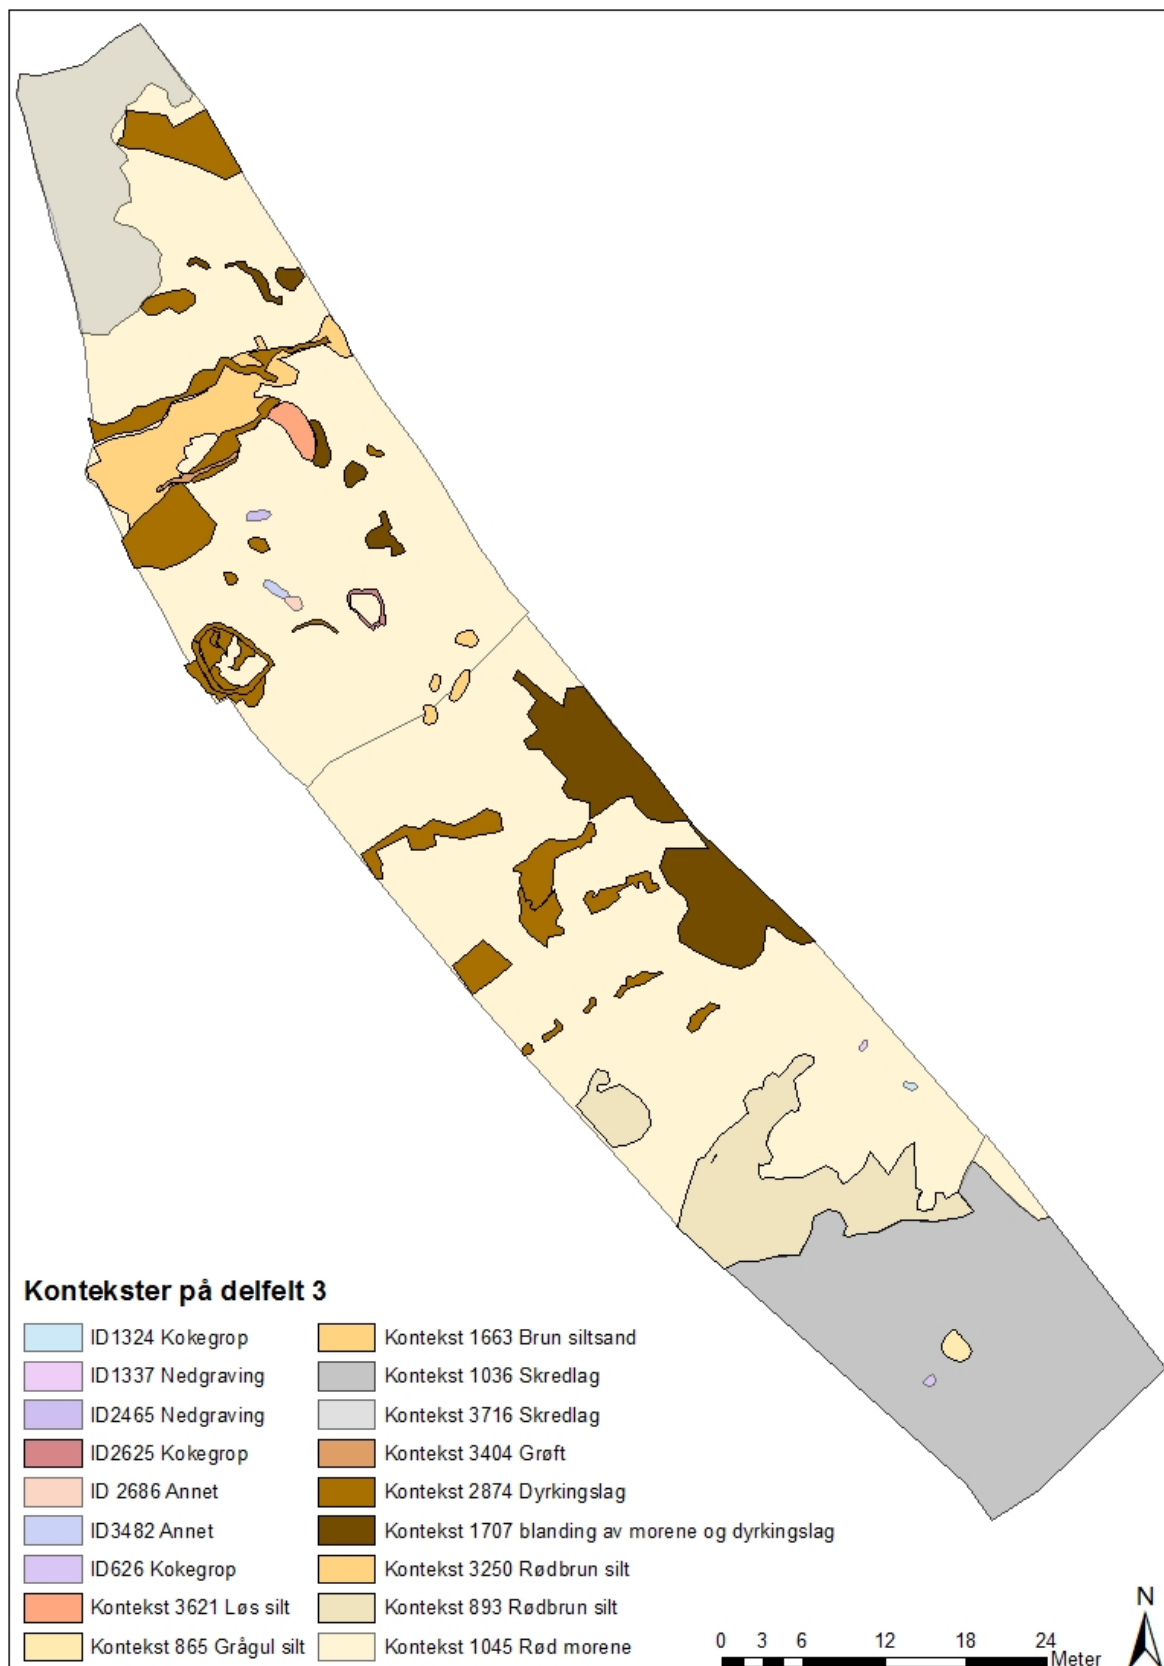 Kontekster på delfelt 3
ID1324 Kokegrop
ID1337 Nedgraving
ID2465 Nedgraving
ID2625 Kokegrop
ID 2686 Annet
ID3482 Annet
ID626 Kokegrop
Kontekst 3621 Løs silt
Kontekst 865 Grågul silt
Kontekst 1663 Brun siltsand
Kontekst 1036 Skredlag
Kontekst 3716 Skredlag
Kontekst 3404 Grøft
Kontekst 2874 Dyrkingslag
Kontekst 1707 blanding av morene og dyrkingslag
Kontekst 3250 Rødbrun silt
Kontekst 893 Rødbrun silt
Kontekst 1045 Rød morene
0 3 6 12 18 24
Meter
N